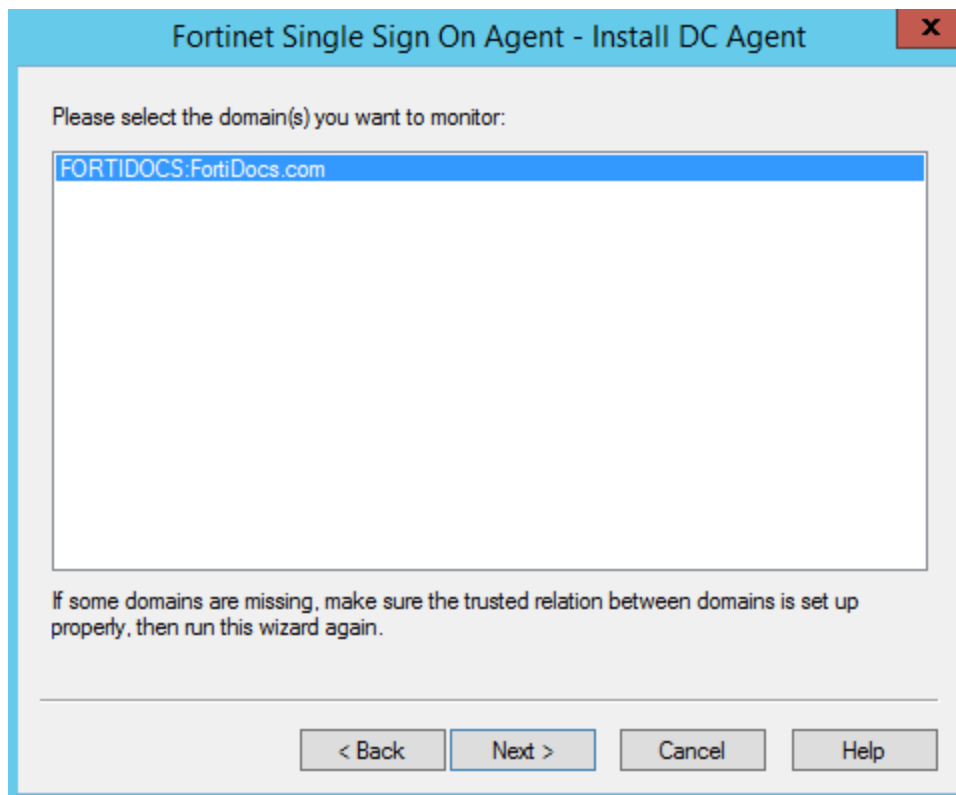 Fortinet Single Sign On Agent - Install DC Agent
x
Please select the domain(s) you want to monitor:
FORTIDOCS:FortiDocs.com
If some domains are missing, make sure the trusted relation between domains is set up
properly, then run this wizard again.
< Back Next > Cancel Help